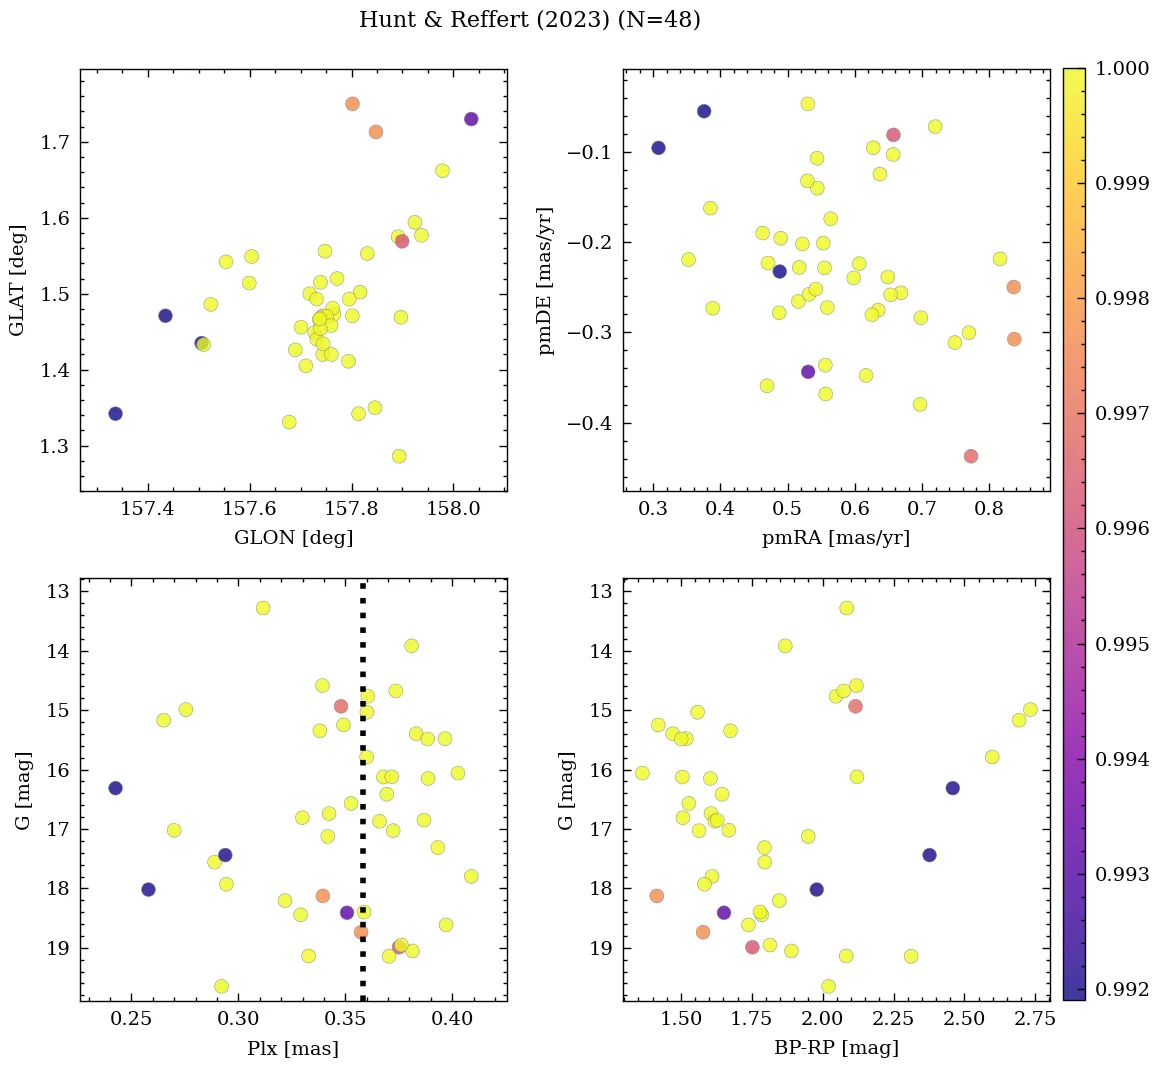 Hunt & Reffert (2023) (N=48)
1.7
1.6
1.5
1.4
1.3
GLAT [deg]
157.4 157.6 157.8 158.0
GLON [deg]
−0.1
−0.2
−0.3
−0.4
pmDE [mas/yr]
0.3 0.4 0.5 0.6 0.7 0.8
pmRA [mas/yr]
13
14
15
16
17
18
19
G [mag]
0.25 0.30 0.35 0.40
Plx [mas]
13
14
15
16
17
18
19
G [mag]
1.50 1.75 2.00 2.25 2.50 2.75
BP-RP [mag]
1.000
0.999
0.998
0.997
0.996
0.995
0.994
0.993
0.992